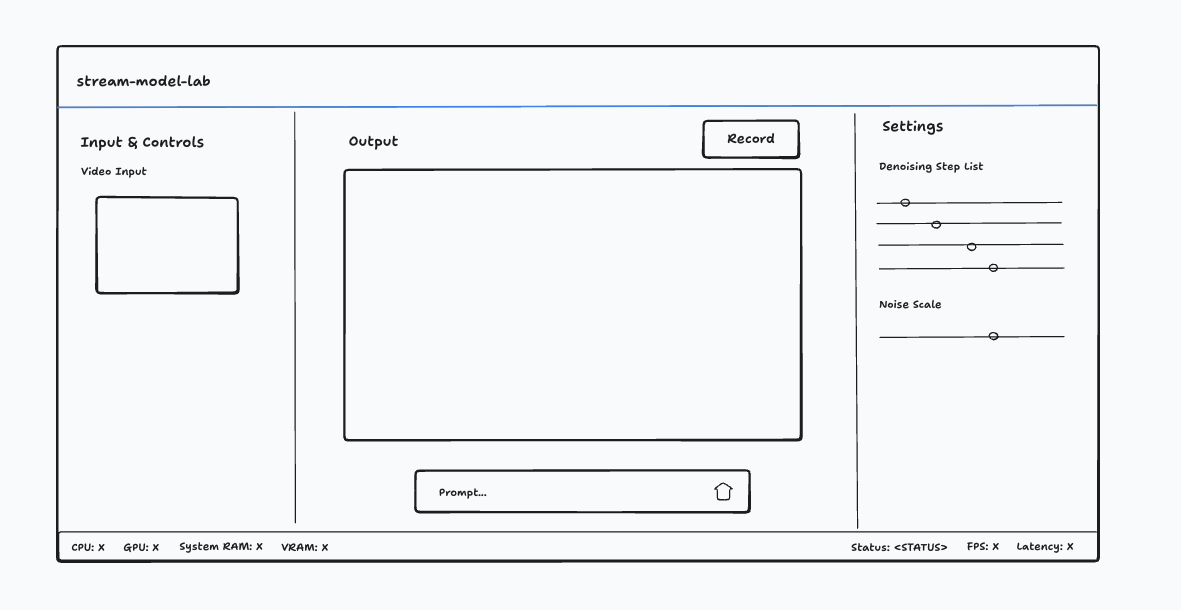 stream-model-lab
Input & Controls
Video Input
Output
Record
Prompt...
Settings
Denoising Step List
Noise Scale
CPU: X GPU: X System RAM: X VRAM: X
Status: <STATUS> FPS: X Latency: X